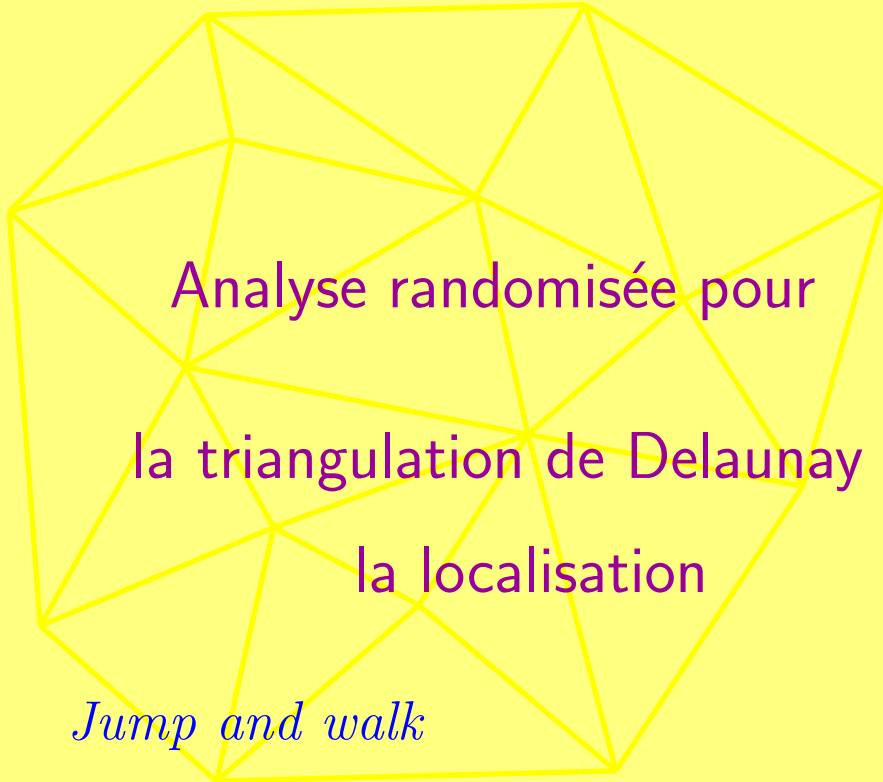 Analyse randomisée pour
la triangulation de Delaunay
la localisation
Jump and walk